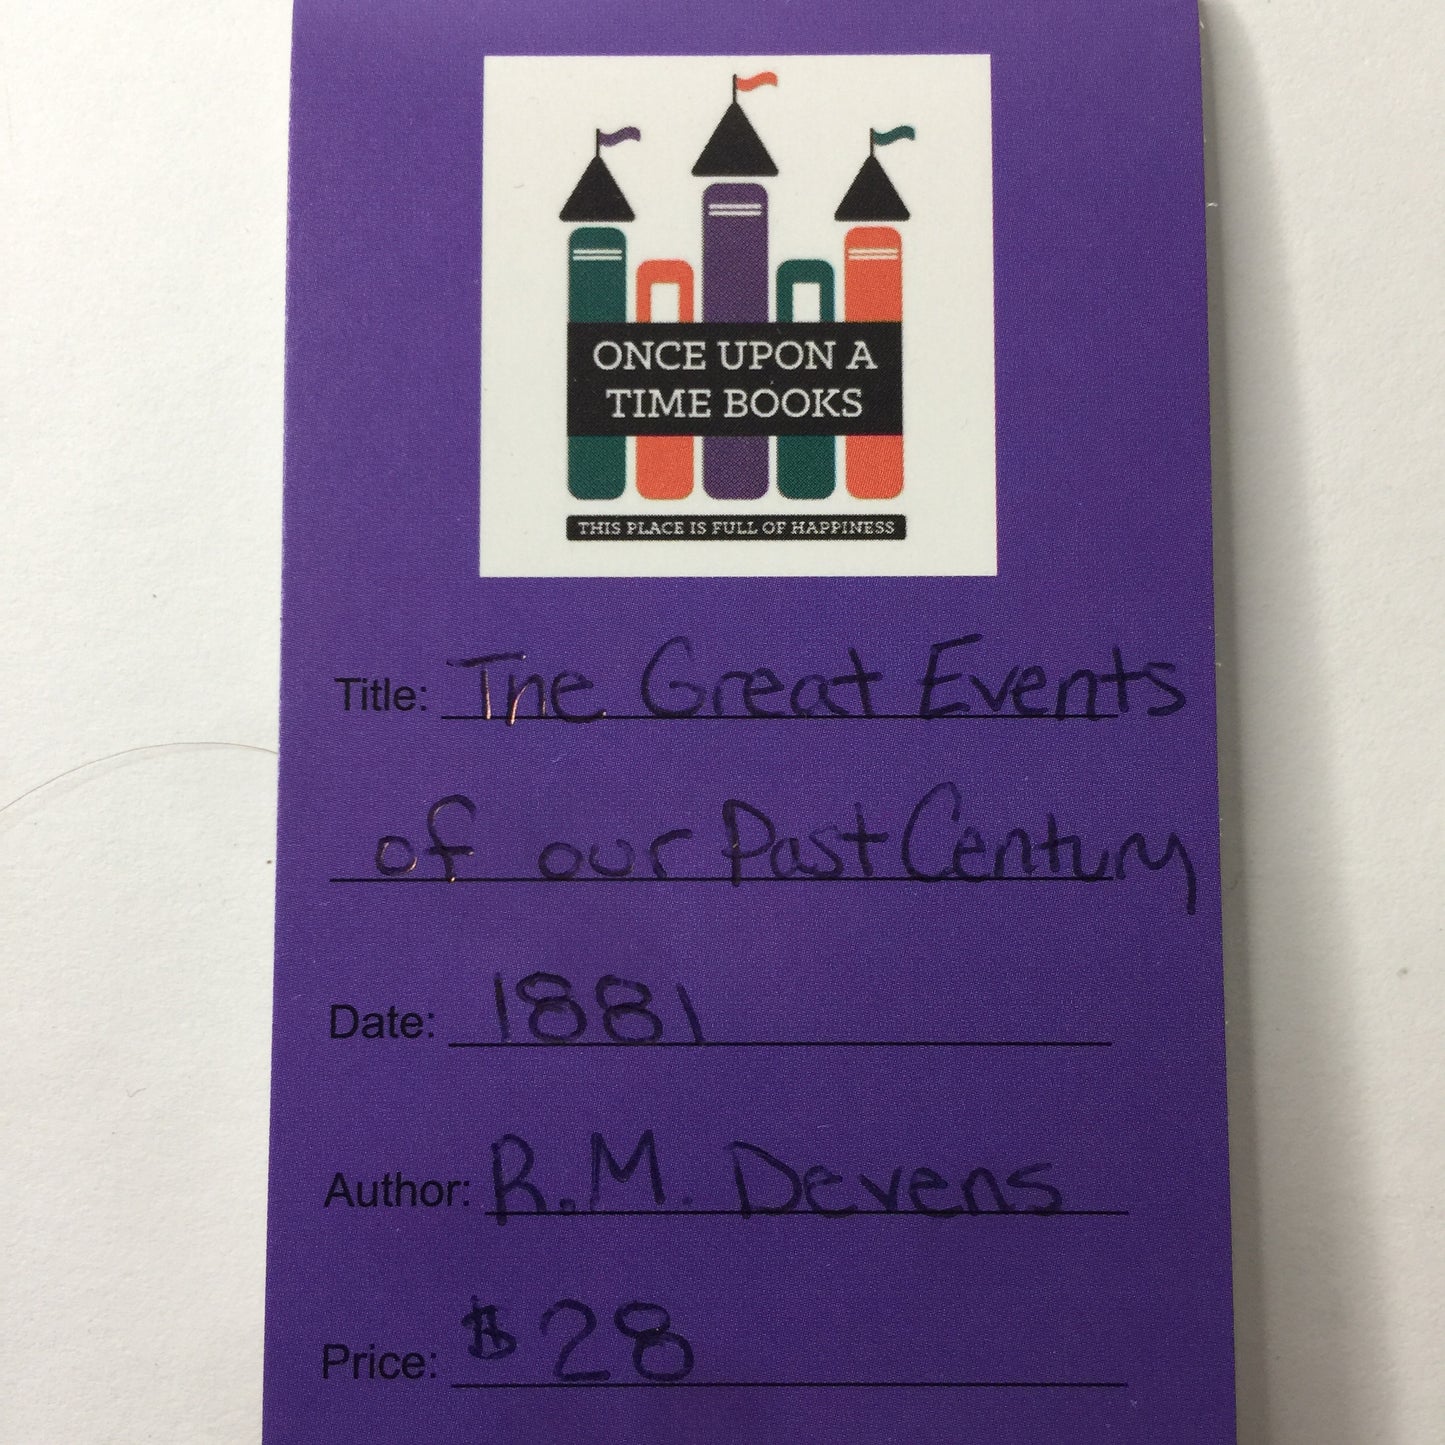 ONCE UPON A
TIME BOOKS
THIS PLACE IS FULL OF HAPPINESS
Title: The Great Events
of our Past Century
Date: 1881
Author: R.M. Devens
Price: $28